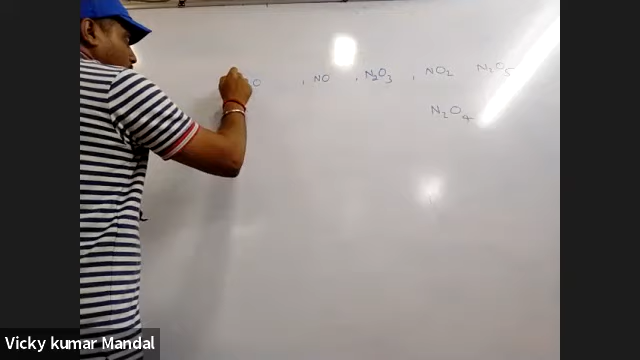 O , NO , N₂O₃ , NO₂ N₂O₅
N₂O₄
Vicky kumar Mandal